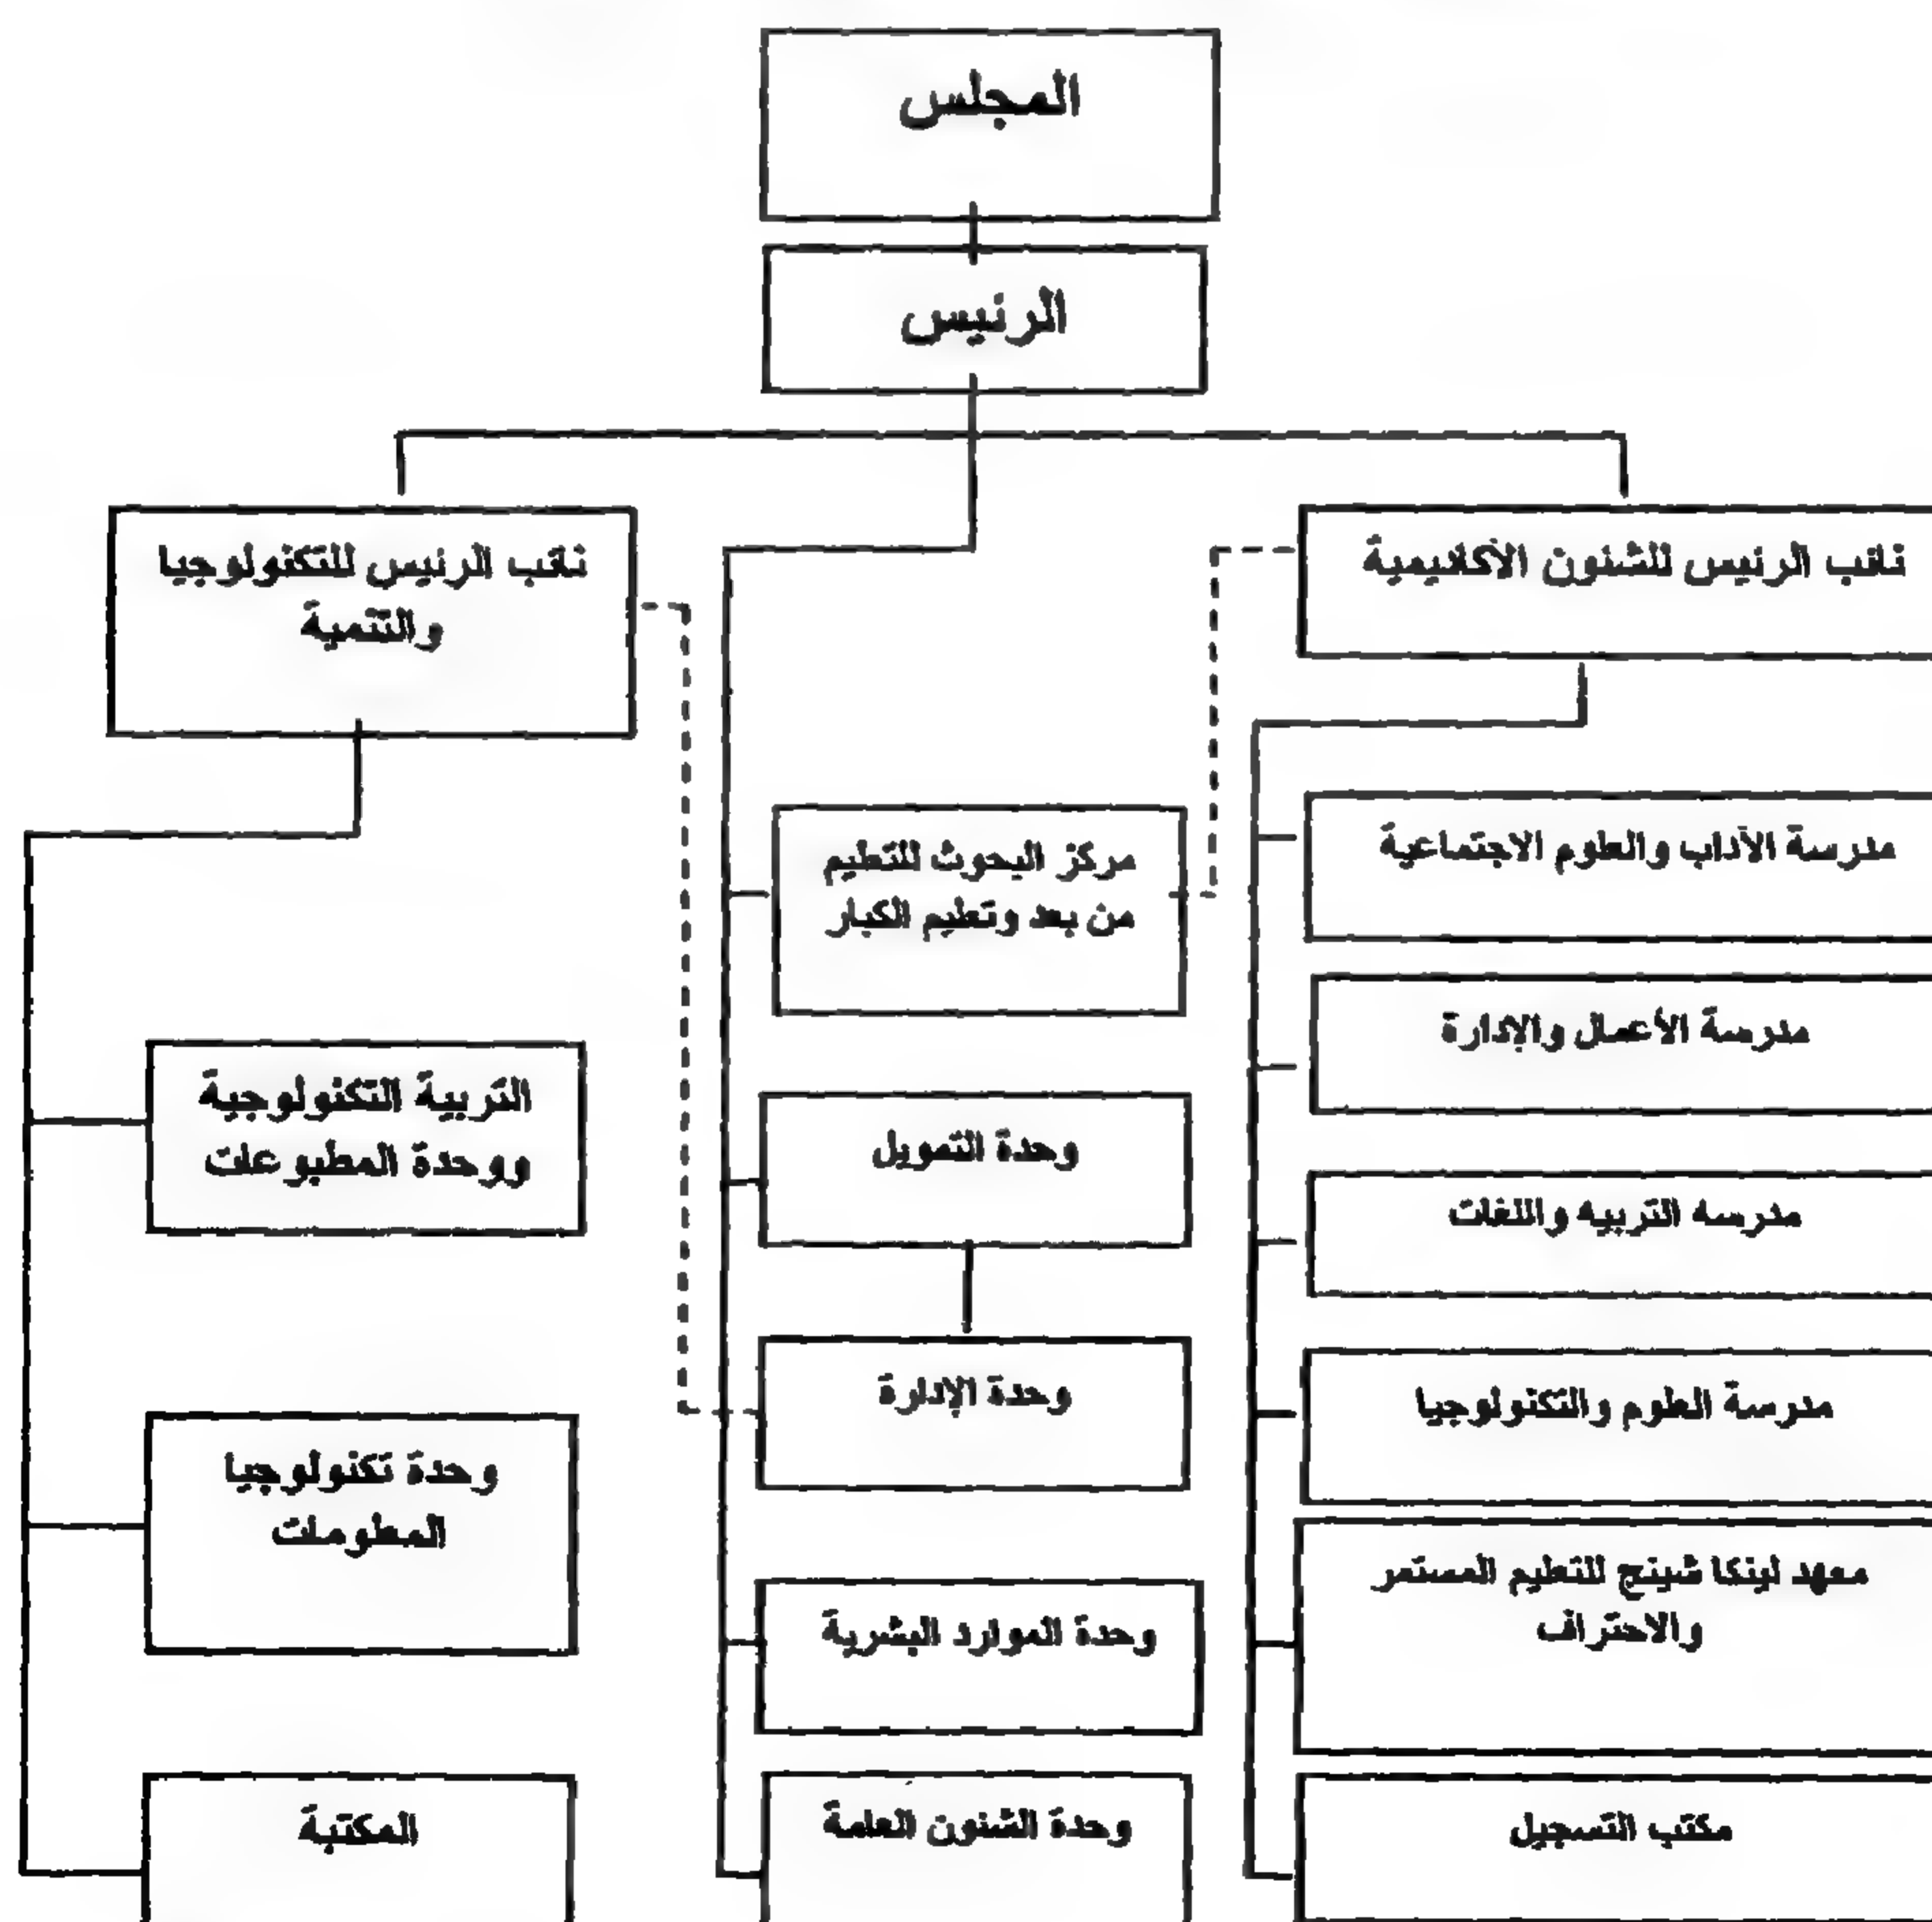 المجلس
الرئيس
نائب الرئيس للشئون الأكاديمية
مدرسة الآداب والعلوم الاجتماعية
مدرسة الأعمال والإدارة
مدرسه التربيه واللغات
مدرسة العلوم والتكنولوجيا
معهد ليتكا شينج للتعليم المستمر
والاحتراف
مكتب التسجيل
مركز البحوث للتعليم
من بعد وتعليم الكبار
وحدة التمويل
وحدة الإدارة
وحدة الموارد البشرية
وحدة الشئون العامة
نائب الرئيس للتكنولوجيا
والتنمية
التربية التكنولوجية
ووحدة المطبوعات
وحدة تكنولوجيا
المعلومات
المكتبة